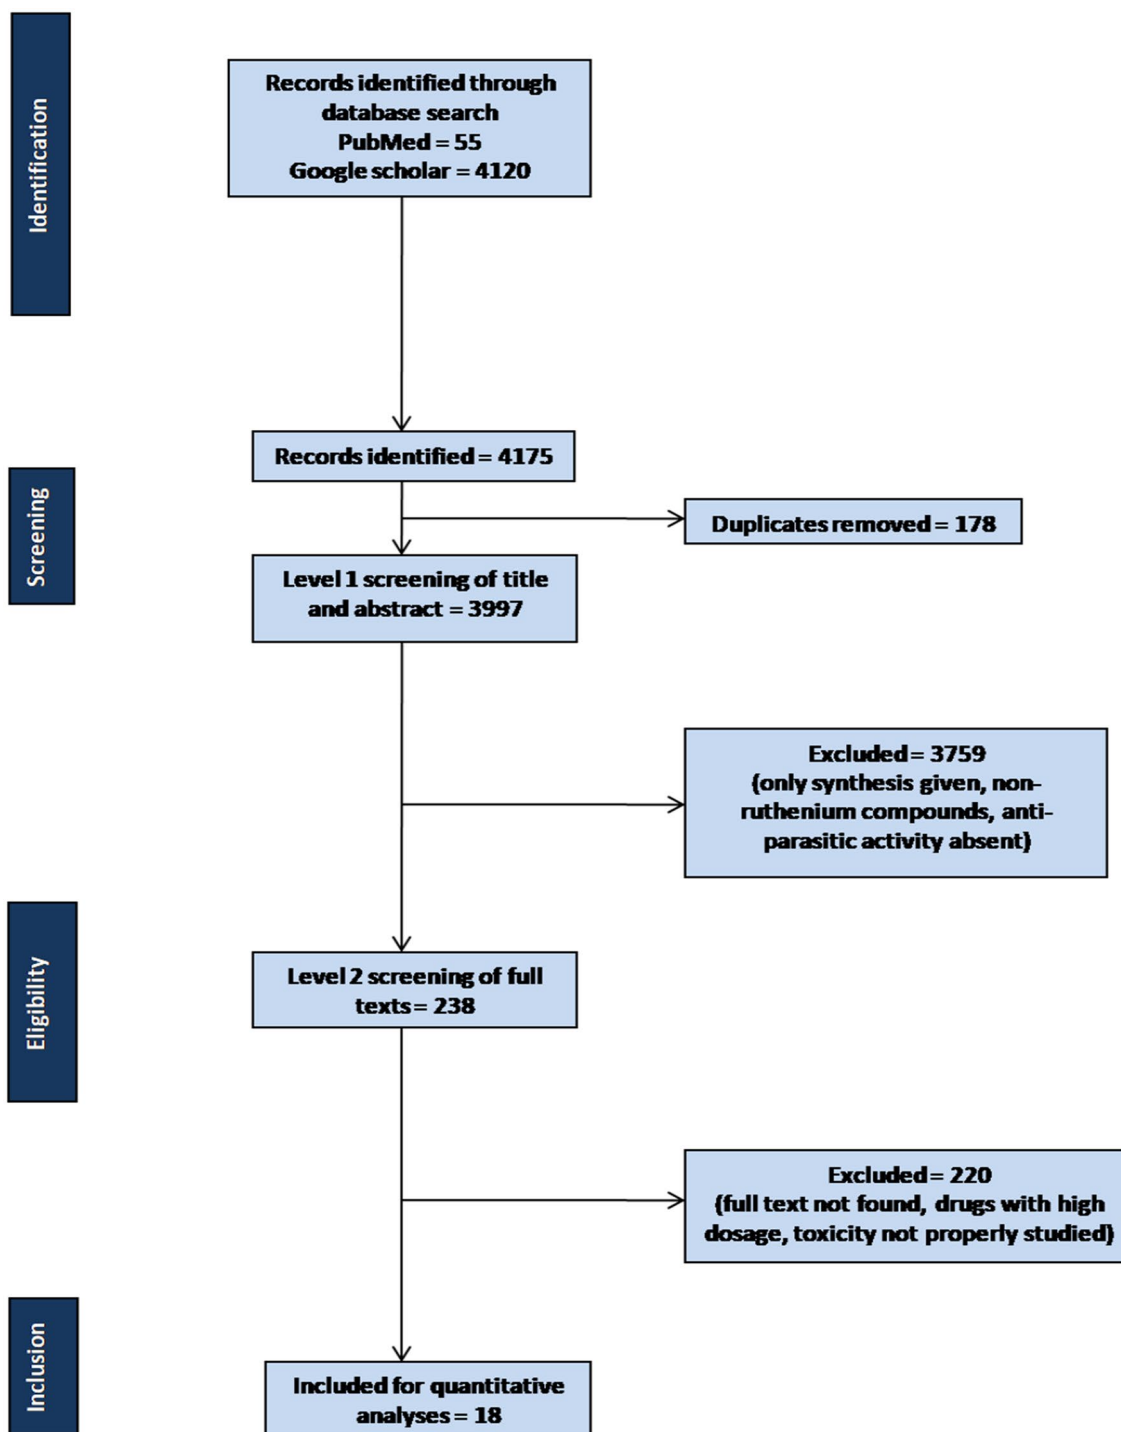 Identification
Records identified through
database search
PubMed = 55
Google scholar = 4120
Records identified = 4175
Screening
Duplicates removed = 178
Level 1 screening of title
and abstract = 3997
Excluded = 3759
(only synthesis given, non-
ruthenium compounds, anti-
parasitic activity absent)
Eligibility
Level 2 screening of full
texts = 238
Excluded = 220
(full text not found, drugs with high
dosage, toxicity not properly studied)
Inclusion
Included for quantitative
analyses = 18